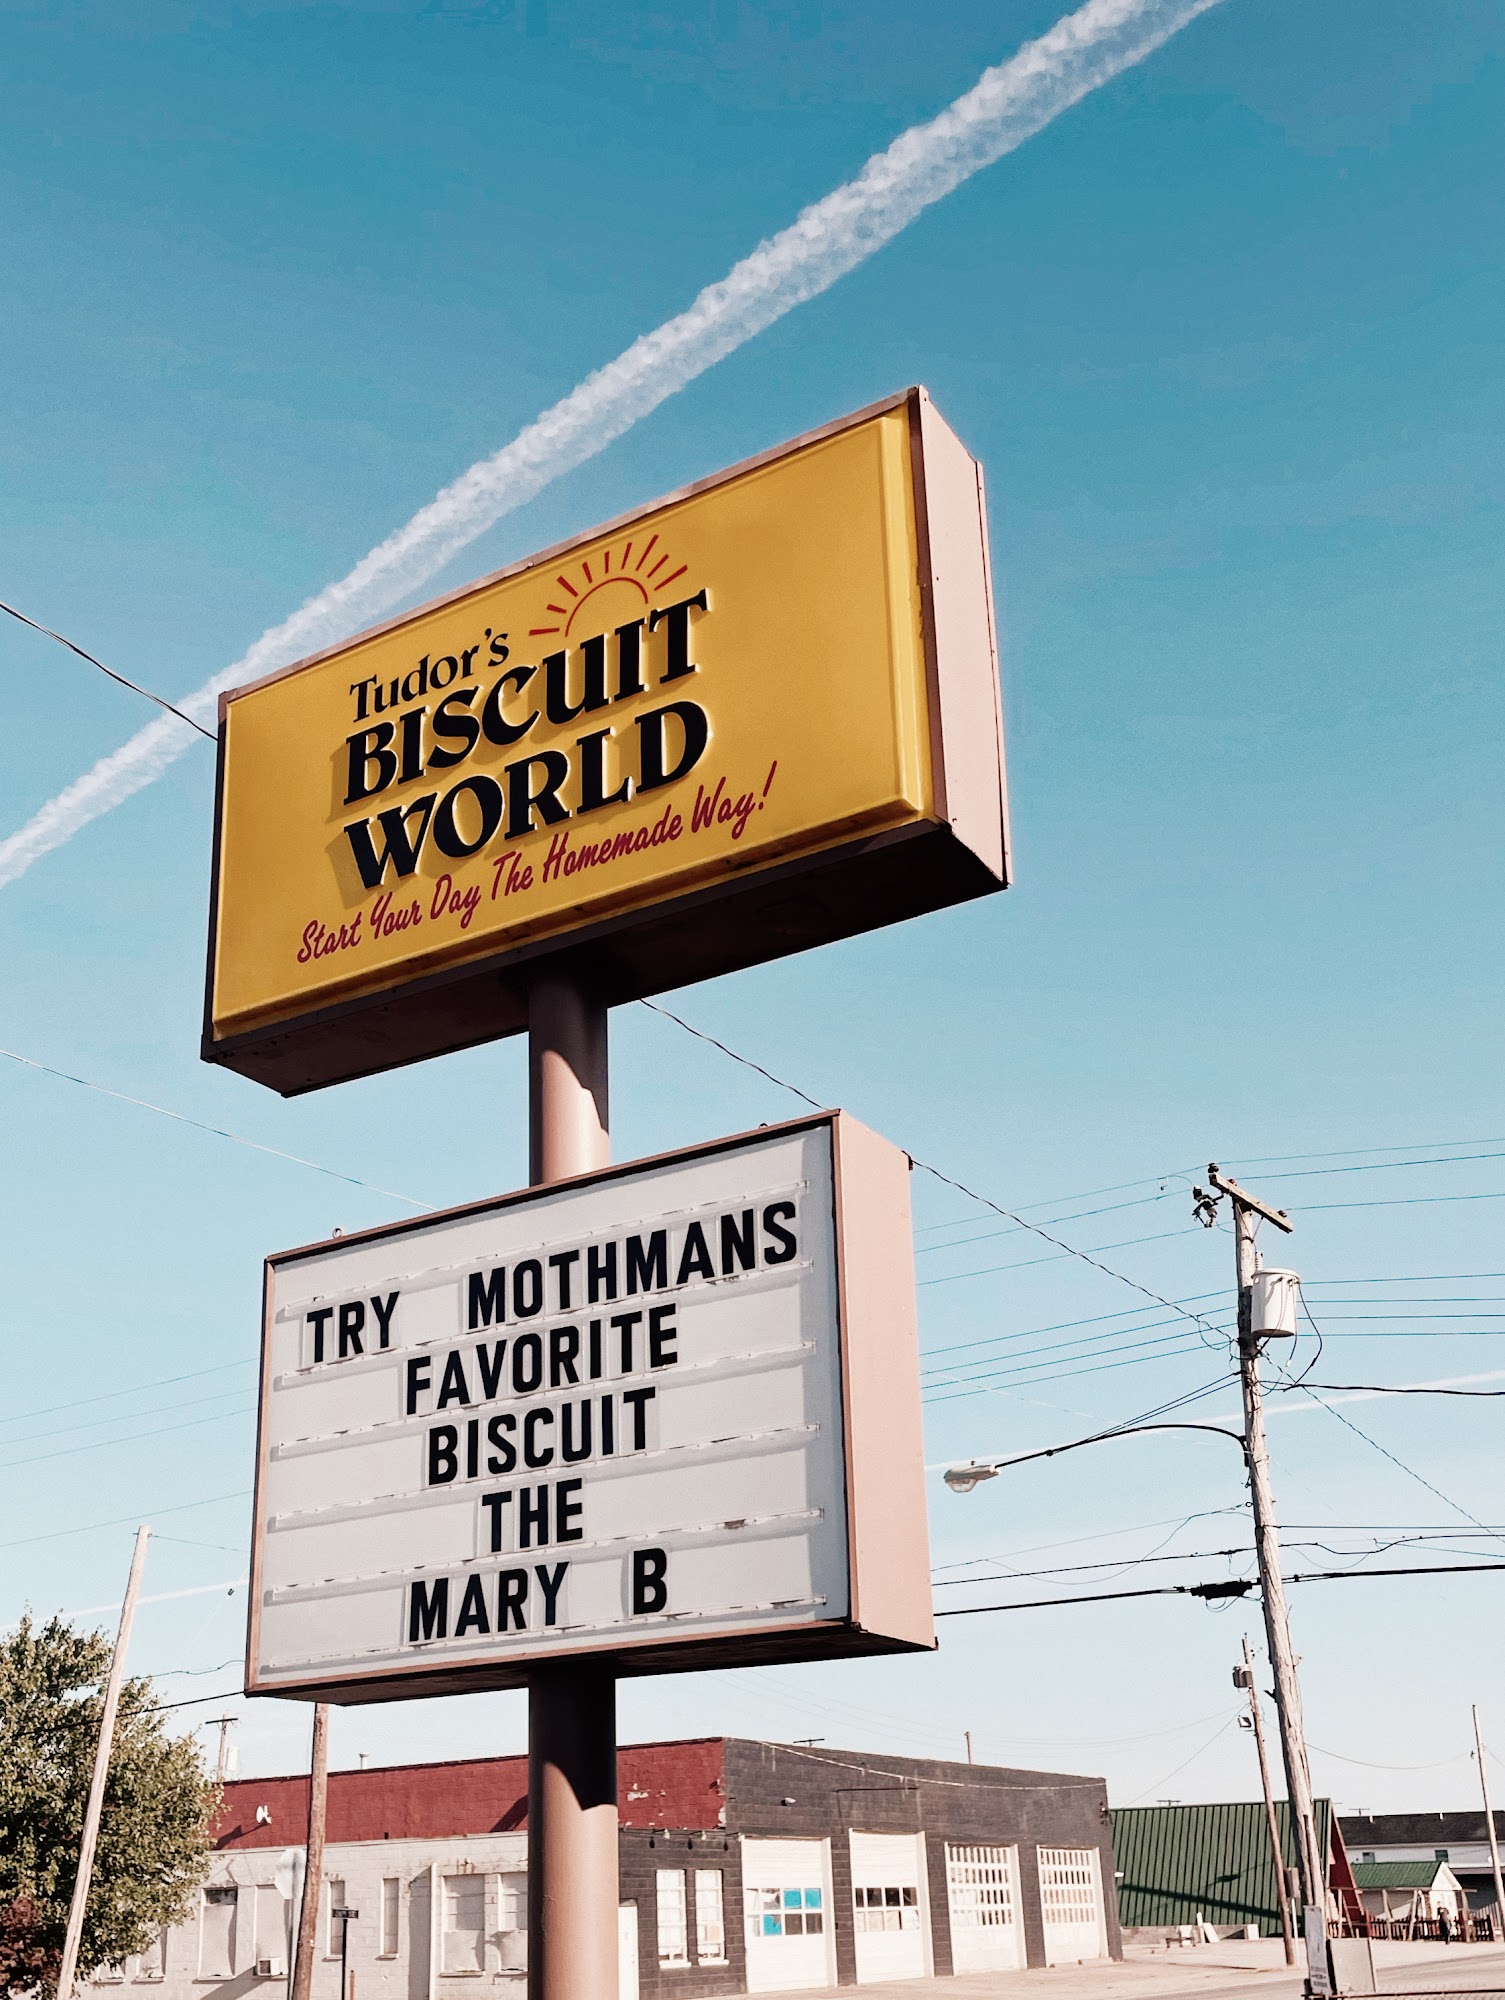 Tudor's
BISCUIT
WORLD
Start Your Day The Homemade Way!
TRY MOTHMANS
FAVORITE
BISCUIT
THE
MARY B